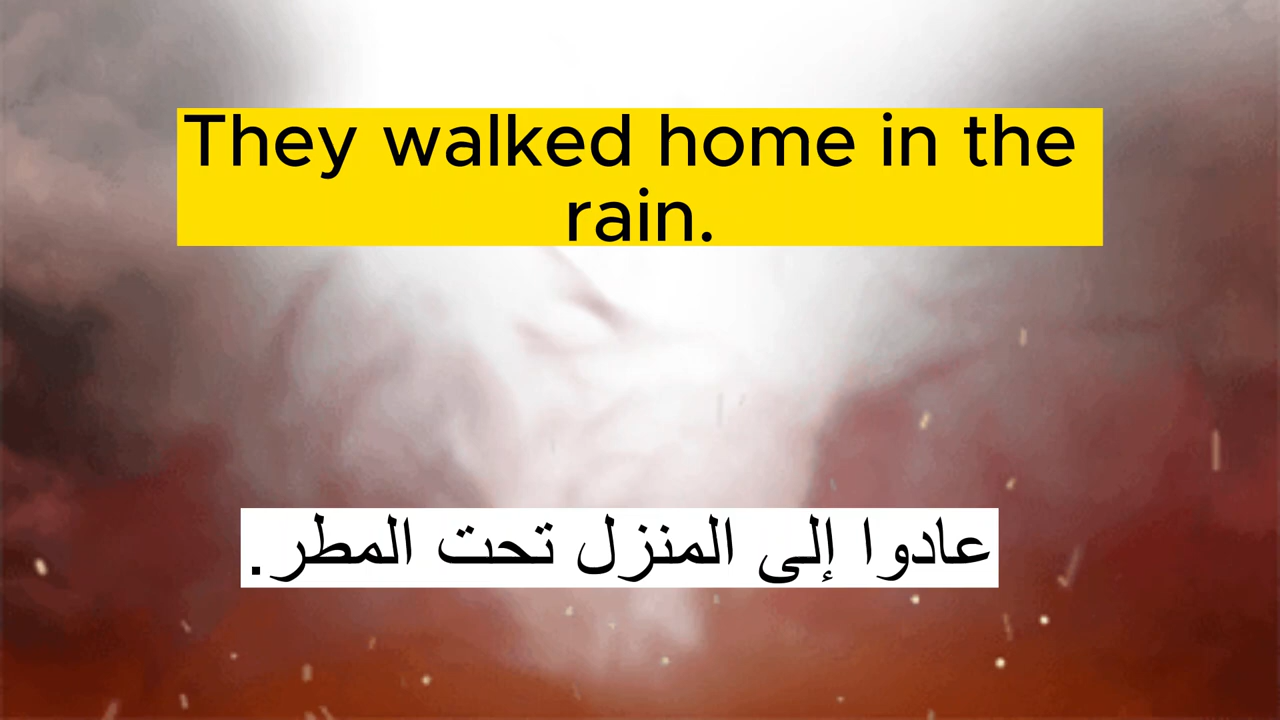 They walked home in the
rain.
عادوا إلى المنزل تحت المطر.